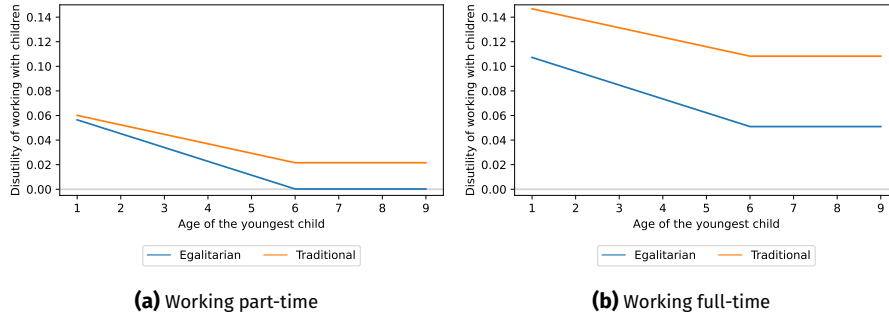 0.14
0.12
0.10
0.08
0.06
0.04
0.02
0.00
Disutility of working with children
1 2 3 4 5 6 7 8 9
Age of the youngest child
Egalitarian Traditional
(a) Working part-time
0.14
0.12
0.10
0.08
0.06
0.04
0.02
0.00
Disutility of working with children
1 2 3 4 5 6 7 8 9
Age of the youngest child
Egalitarian Traditional
(b) Working full-time